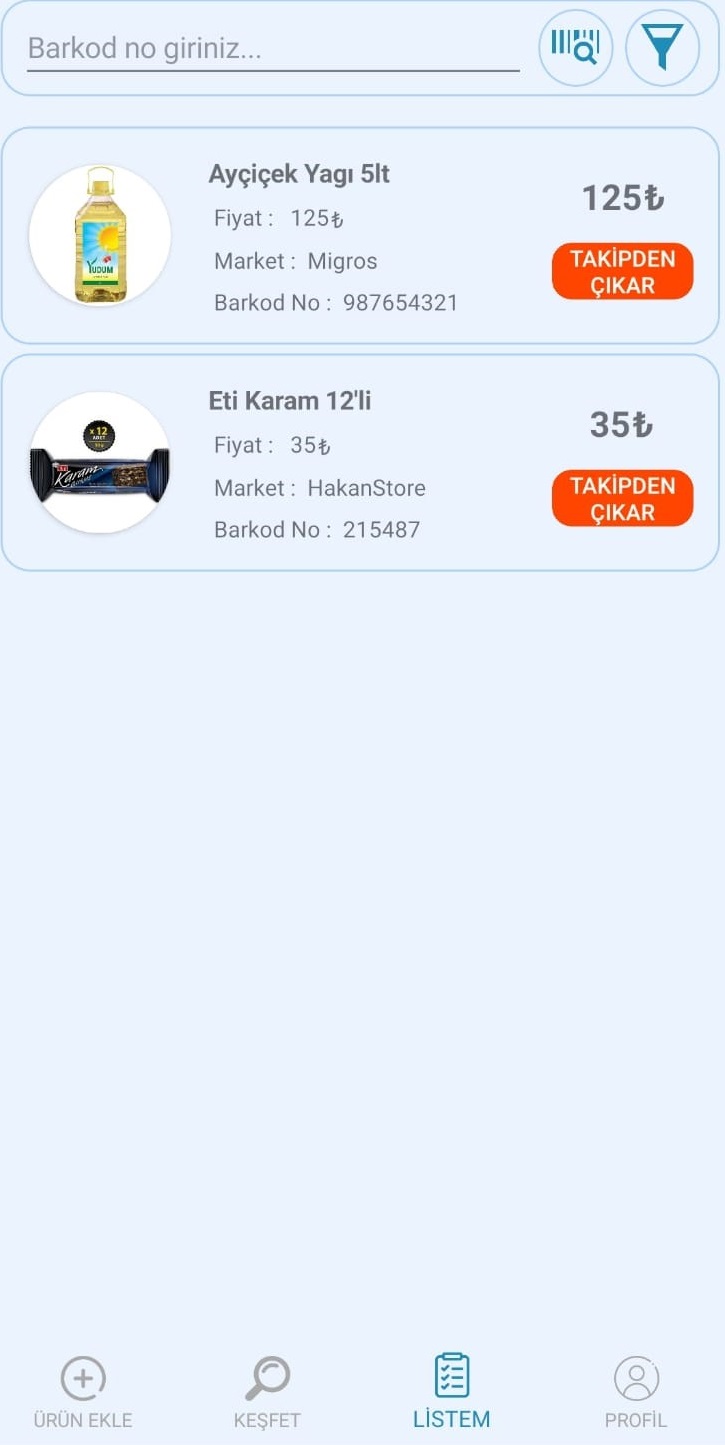 Barkod no giriniz...
Ayçiçek Yagı 5lt
Fiyat : 125₺
Market : Migros
Barkod No : 987654321
125₺
TAKİPDEN
ÇIKAR
YUDUM
Eti Karam 12'li
Fiyat : 35₺
Market : HakanStore
Barkod No : 215487
35₺
TAKİPDEN
ÇIKAR
x 12
ADET
ETİ
Karam
ÜRÜN EKLE
KEŞFET
LİSTEM
PROFİL